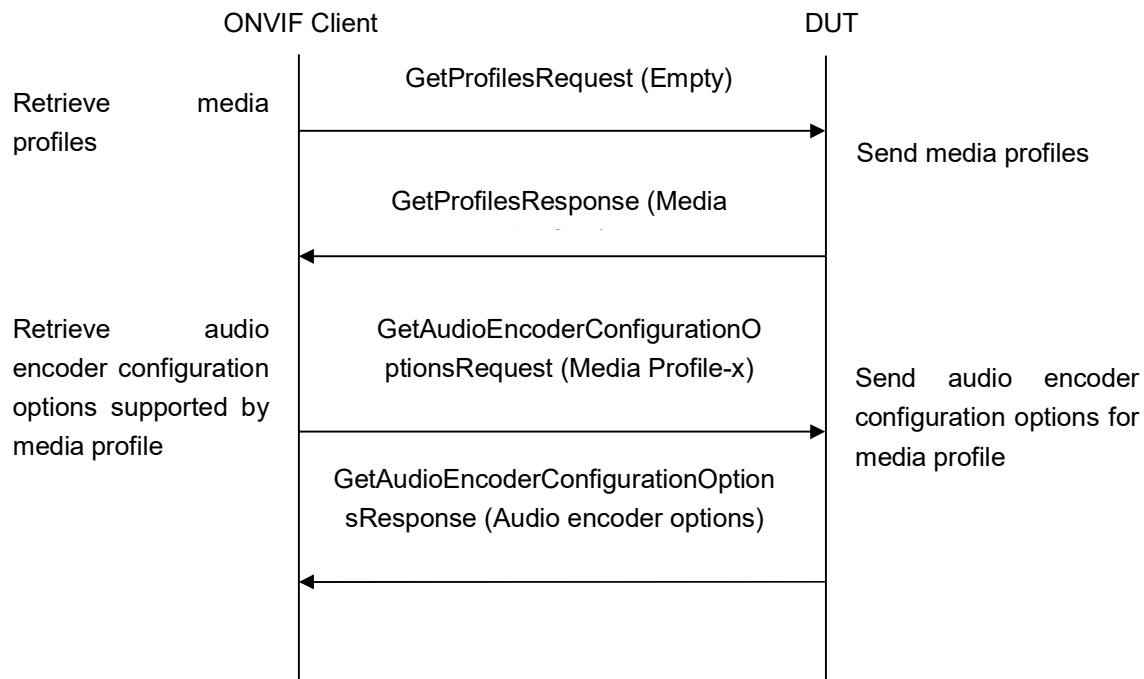 ONVIF Client
DUT
GetProfilesRequest (Empty)
Retrieve media
profiles
Send media profiles
GetProfilesResponse (Media
Retrieve audio
encoder configuration
options supported by
media profile
GetAudioEncoderConfigurationO
ptionsRequest (Media Profile-x)
Send audio encoder
configuration options for
media profile
GetAudioEncoderConfigurationOption
sResponse (Audio encoder options)